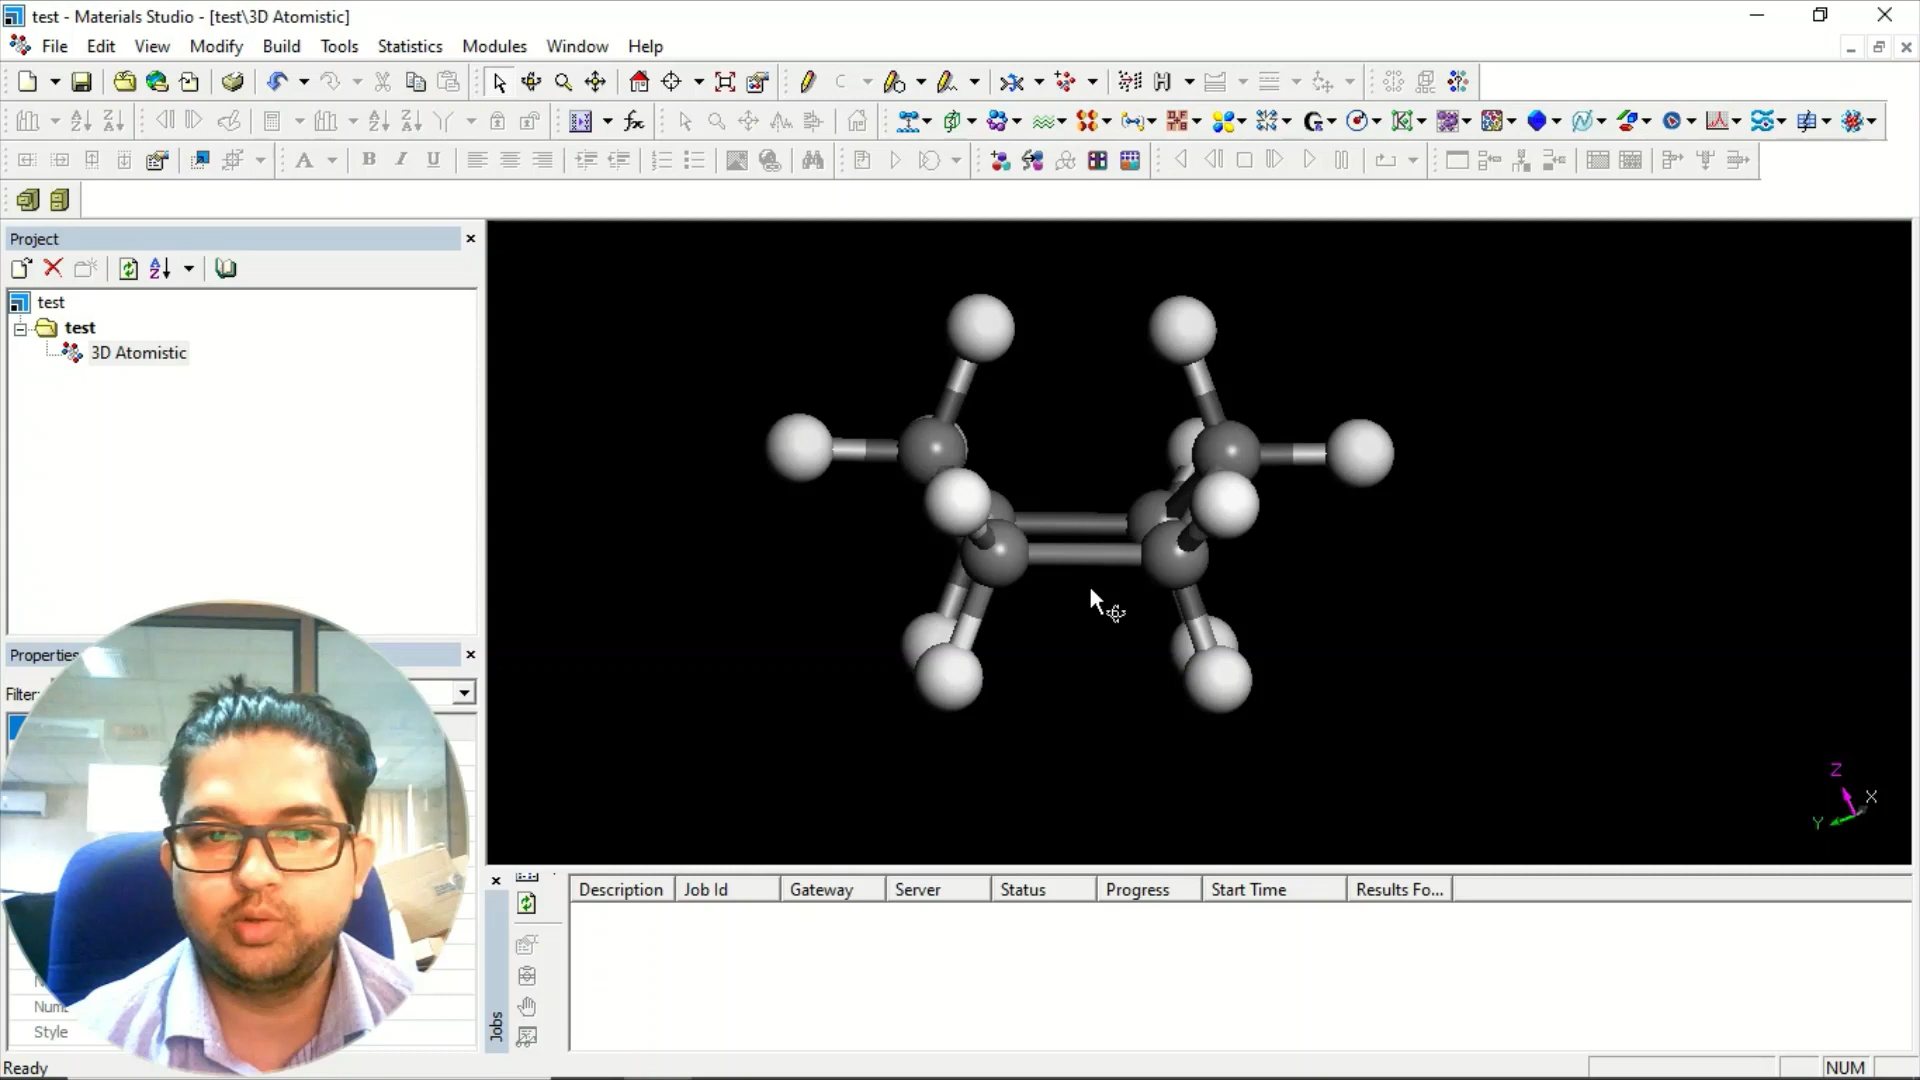 test - Materials Studio - [test\3D Atomistic]
File Edit View Modify Build Tools Statistics Modules Window Help
Project
test
test
3D Atomistic
Properties
Filter:
Style
Z
X
Y
Description Job Id Gateway Server Status Progress Start Time Results Fo...
Jobs
Ready
NUM